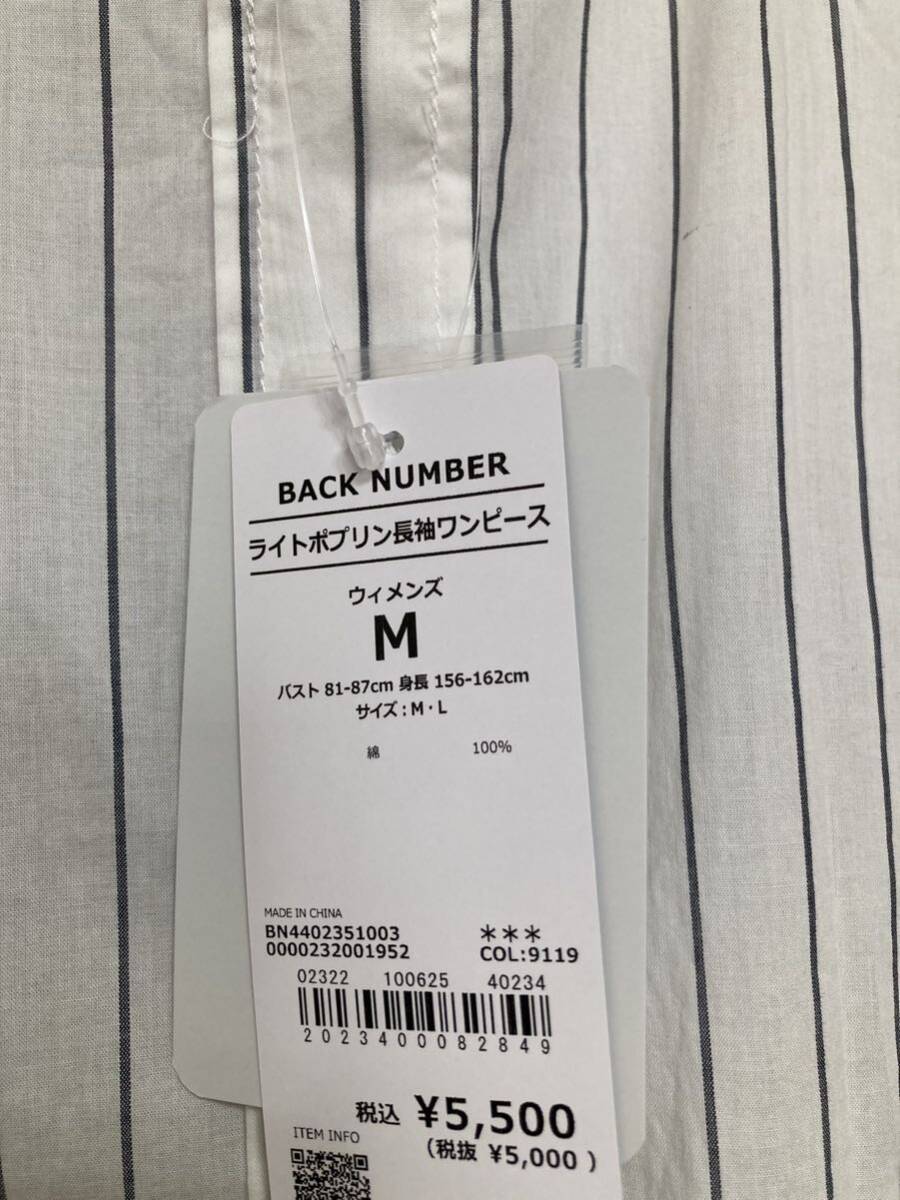 BACK NUMBER
ライトポプリン長袖ワンピース
ウィメンズ
M
バスト 81-87cm 身長 156-162cm
サイズ : M・L
綿 100%
MADE IN CHINA
BN4402351003 ***
0000232001952 COL:9119
02322 100625 40234
2023400082849
税込 ¥5,500
(税抜 ¥5,000 )
ITEM INFO